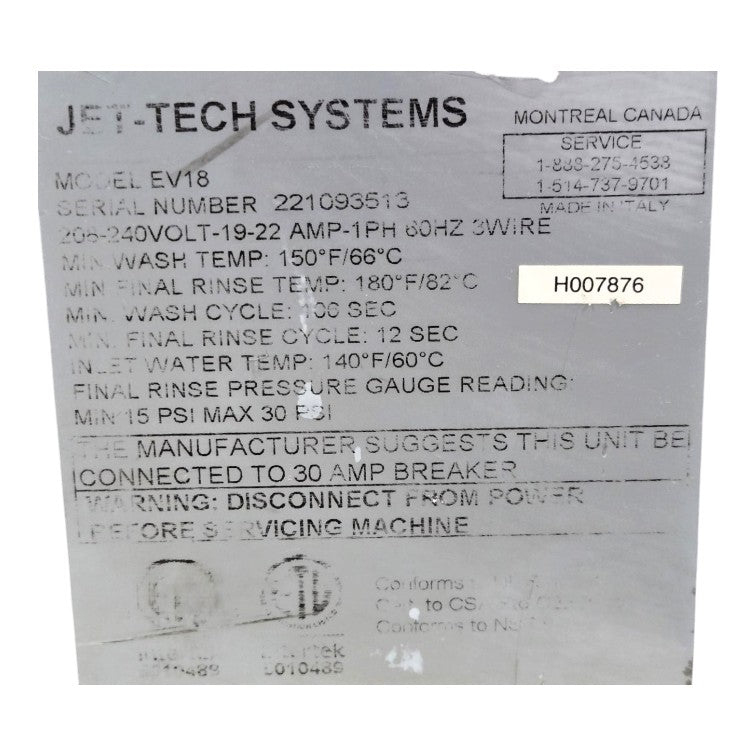 JET-TECH SYSTEMS
MONTREAL CANADA
SERVICE
1-888-275-4538
1-514-737-9701
MADE IN ITALY
MODEL EV18
SERIAL NUMBER 221093513
208-240VOLT-19-22 AMP-1PH 60HZ 3WIRE
MIN WASH TEMP: 150°F/66°C
MIN FINAL RINSE TEMP: 180°F/82°C
H007876
MIN. WASH CYCLE: 106 SEC
MIN. FINAL RINSE CYCLE: 12 SEC
INLET WATER TEMP: 140°F/60°C
FINAL RINSE PRESSURE GAUGE READING:
MIN 15 PSI MAX 30 PSI
THE MANUFACTURER SUGGESTS THIS UNIT BE
CONNECTED TO 30 AMP BREAKER
WARNING: DISCONNECT FROM POWER
BEFORE SERVICING MACHINE
Conforms
to
Conforms to
Intertek
3010489